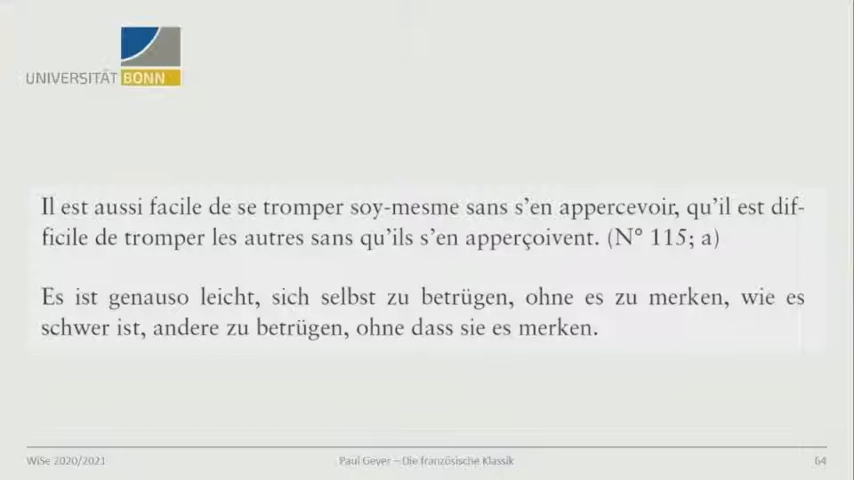 UNIVERSITÄT BONN
Il est aussi facile de se tromper soy-mesme sans s'en appercevoir, qu'il est dif-
ficile de tromper les autres sans qu'ils s'en apperçoivent. (N° 115; a)
Es ist genauso leicht, sich selbst zu betrügen, ohne es zu merken, wie es
schwer ist, andere zu betrügen, ohne dass sie es merken.
WiSe 2020/2021 Paul Geyer – Die französische Klassik 64